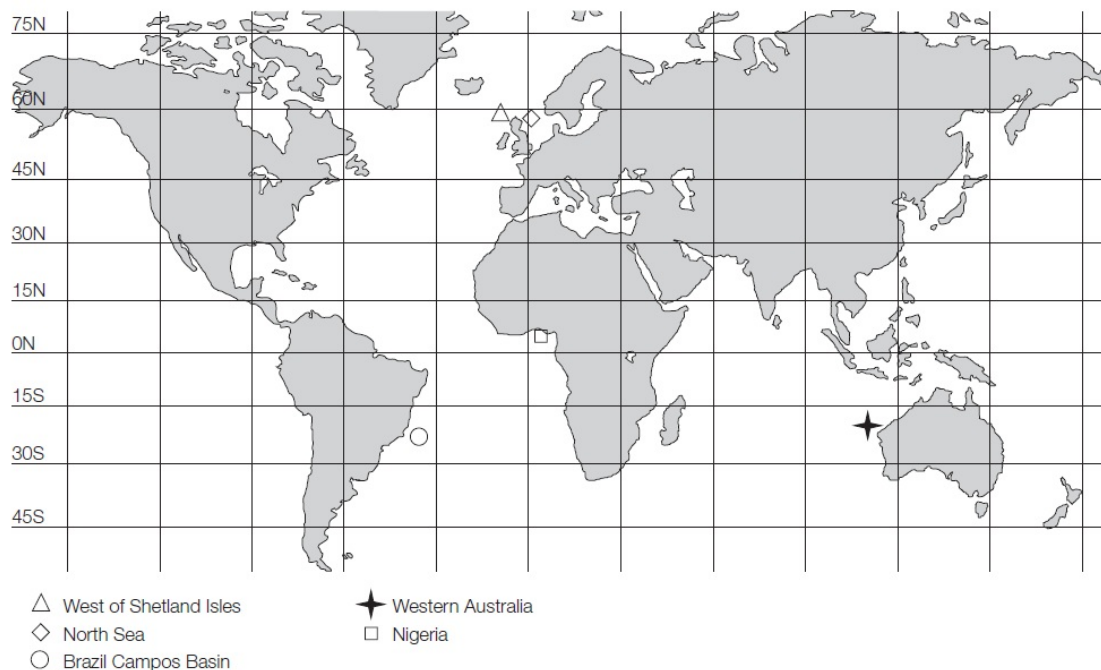 75N
60N
45N
30N
15N
0N
15S
30S
45S
West of Shetland Isles
North Sea
Brazil Campos Basin
Western Australia
Nigeria